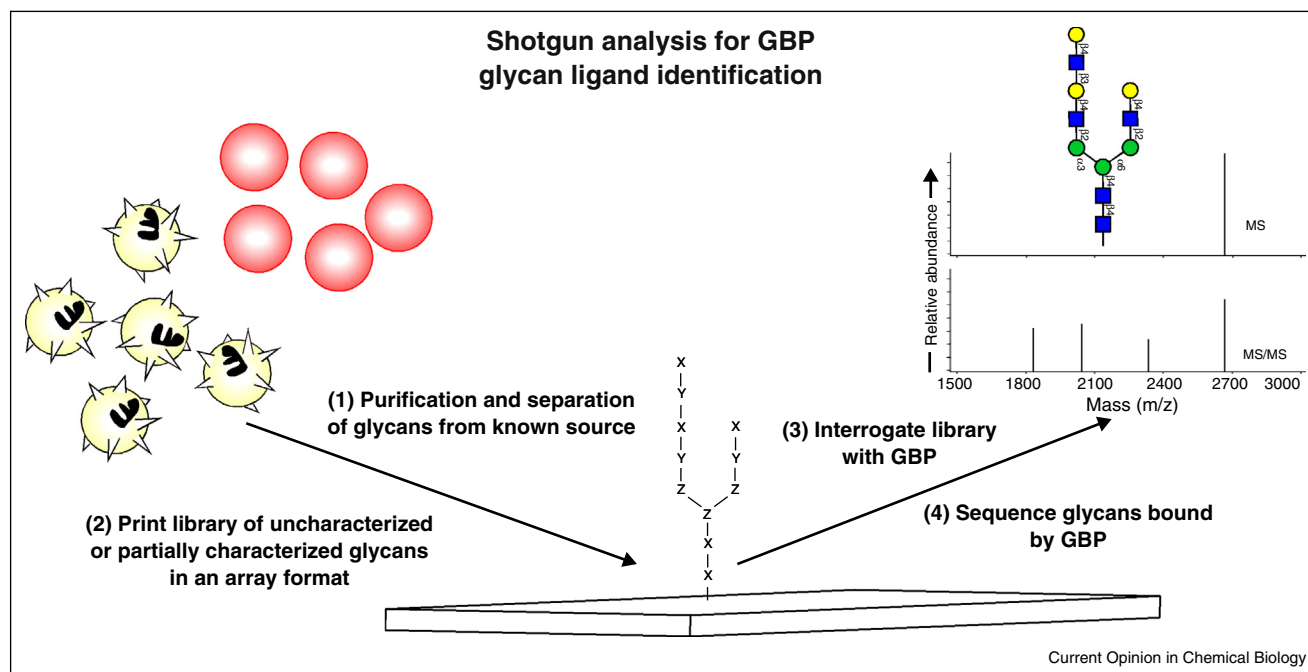 Shotgun analysis for GBP
glycan ligand identification
(1) Purification and separation
of glycans from known source
(2) Print library of uncharacterized
or partially characterized glycans
in an array format
X
Y
X
X
Y
Y
Z
Z
Z
X
X
(3) Interrogate library
with GBP
(4) Sequence glycans bound
by GBP
β4
β3
β4
β4
β2
β2
α3
α6
β4
β4
Relative abundance
MS
MS/MS
1500 1800 2100 2400 2700 3000
Mass (m/z)
Current Opinion in Chemical Biology